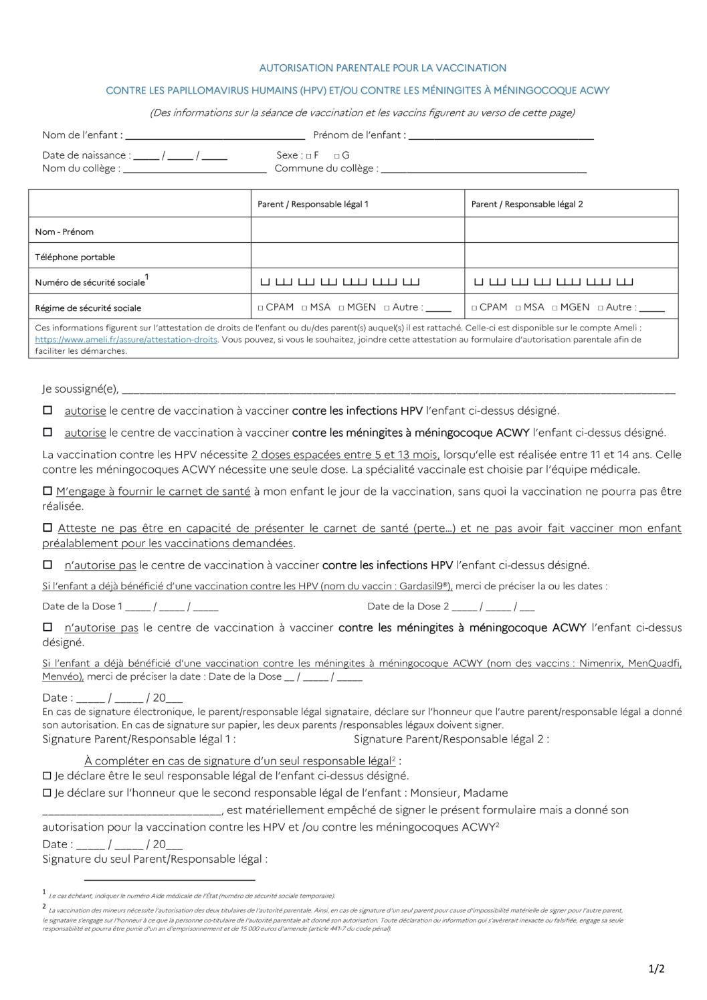 AUTORISATION PARENTALE POUR LA VACCINATION
CONTRE LES PAPILLOMAVIRUS HUMAINS (HPV) ET/OU CONTRE LES MÉNINGITES À MÉNINGOCOQUE ACWY
(Des informations sur la séance de vaccination et les vaccins figurent au verso de cette page)
Nom de l'enfant : ______________________________ Prénom de l'enfant : ______________________________
Date de naissance : _____ / _____ / _____ Sexe : □ F □ G
Nom du collège : ______________________________ Commune du collège : ______________________________
Parent / Responsable légal 1 Parent / Responsable légal 2
Nom - Prénom
Téléphone portable
Numéro de sécurité sociale1
Régime de sécurité sociale □ CPAM □ MSA □ MGEN □ Autre : _____ □ CPAM □ MSA □ MGEN □ Autre : _____
Ces informations figurent sur l'attestation de droits de l'enfant ou du/des parent(s) auquel(s) il est rattaché. Celle-ci est disponible sur le compte Ameli :
https://www.ameli.fr/assure/attestation-droits. Vous pouvez, si vous le souhaitez, joindre cette attestation au formulaire d'autorisation parentale afin de
faciliter les démarches.
Je soussigné(e), ______________________________
□ autorise le centre de vaccination à vacciner contre les infections HPV l'enfant ci-dessus désigné.
□ autorise le centre de vaccination à vacciner contre les méningites à méningocoque ACWY l'enfant ci-dessus désigné.
La vaccination contre les HPV nécessite 2 doses espacées entre 5 et 13 mois, lorsqu'elle est réalisée entre 11 et 14 ans. Celle
contre les méningocoques ACWY nécessite une seule dose. La spécialité vaccinale est choisie par l'équipe médicale.
□ M'engage à fournir le carnet de santé à mon enfant le jour de la vaccination, sans quoi la vaccination ne pourra pas être
réalisée.
□ Atteste ne pas être en capacité de présenter le carnet de santé (perte…) et ne pas avoir fait vacciner mon enfant
préalablement pour les vaccinations demandées.
□ n'autorise pas le centre de vaccination à vacciner contre les infections HPV l'enfant ci-dessus désigné.
Si l'enfant a déjà bénéficié d'une vaccination contre les HPV (nom du vaccin : Gardasil9®), merci de préciser la ou les dates :
Date de la Dose 1 _____ / _____ / _____ Date de la Dose 2 _____ / _____ / ___
□ n'autorise pas le centre de vaccination à vacciner contre les méningites à méningocoque ACWY l'enfant ci-dessus
désigné.
Si l'enfant a déjà bénéficié d'une vaccination contre les méningites à méningocoque ACWY (nom des vaccins : Nimenrix, MenQuadfi,
Menvéo), merci de préciser la date : Date de la Dose __ / _____ / _____
Date : _____ / _____ / 20___
En cas de signature électronique, le parent/responsable légal signataire, déclare sur l'honneur que l'autre parent/responsable légal a donné
son autorisation. En cas de signature sur papier, les deux parents /responsables légaux doivent signer.
Signature Parent/Responsable légal 1 : Signature Parent/Responsable légal 2 :
À compléter en cas de signature d'un seul responsable légal2 :
□ Je déclare être le seul responsable légal de l'enfant ci-dessus désigné.
□ Je déclare sur l'honneur que le second responsable légal de l'enfant : Monsieur, Madame
______________________________, est matériellement empêché de signer le présent formulaire mais a donné son
autorisation pour la vaccination contre les HPV et /ou contre les méningocoques ACWY2
Date : _____ / _____ / 20___
Signature du seul Parent/Responsable légal :
1 Le cas échéant, indiquer le numéro Aide médicale de l'État (numéro de sécurité sociale temporaire).
2 La vaccination des mineurs nécessite l'autorisation des deux titulaires de l'autorité parentale. Ainsi, en cas de signature d'un seul parent pour cause d'impossibilité matérielle de signer pour l'autre parent,
le signataire s'engage sur l'honneur à ce que la personne co-titulaire de l'autorité parentale ait donné son autorisation. Toute déclaration ou information qui s'avèrerait inexacte ou falsifiée, engage sa seule
responsabilité et pourra être punie d'un an d'emprisonnement et de 15 000 euros d'amende (article 441-7 du code pénal).
1/2